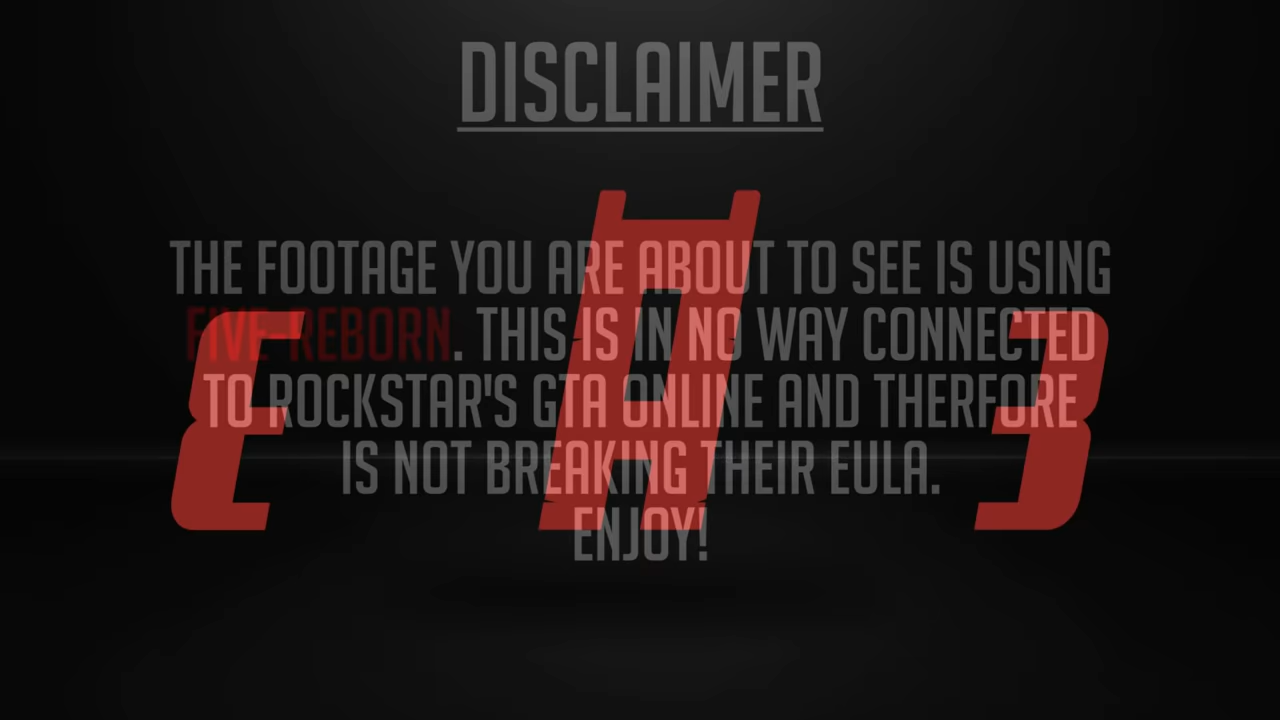 DISCLAIMER
THE FOOTAGE YOU ARE ABOUT TO SEE IS USING
FIVE REBORN. THIS IS IN NO WAY CONNECTED
TO ROCKSTAR'S GTA ONLINE AND THERFORE
IS NOT BREAKING THEIR EULA.
ENJOY!